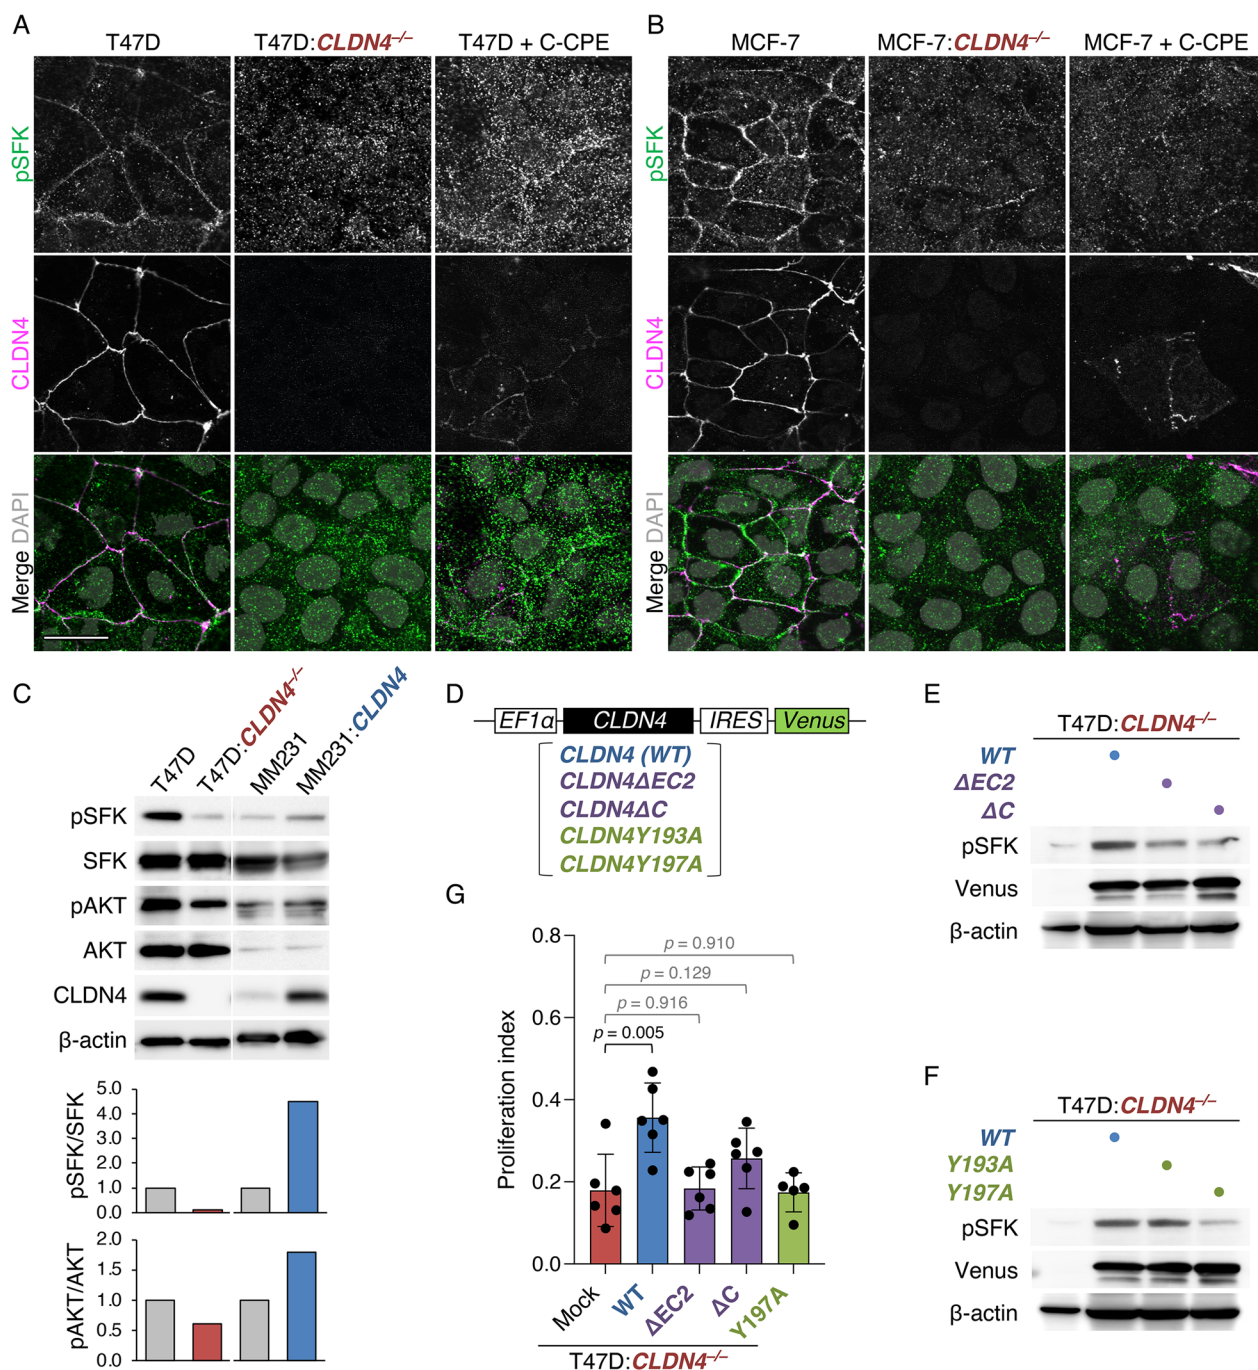 A
T47D
T47D:CLDN4–/–
T47D + C-CPE
B
MCF-7
MCF-7:CLDN4–/–
MCF-7 + C-CPE
pSFK
CLDN4
Merge DAPI
pSFK
CLDN4
Merge DAPI
C
T47D
T47D:CLDN4–/–
MM231
MM231:CLDN4
pSFK
SFK
pAKT
AKT
CLDN4
β-actin
pSFK/SFK
5.0
4.0
3.0
2.0
1.0
0.0
pAKT/AKT
2.0
1.5
1.0
0.50
0.0
D
EF1α CLDN4 IRES Venus
CLDN4 (WT)
CLDN4ΔEC2
CLDN4ΔC
CLDN4Y193A
CLDN4Y197A
E
T47D:CLDN4–/–
WT
ΔEC2
ΔC
pSFK
Venus
β-actin
F
T47D:CLDN4–/–
WT
Y193A
Y197A
pSFK
Venus
β-actin
G
Proliferation index
0.8
0.6
0.4
0.2
0.0
p = 0.910
p = 0.129
p = 0.916
p = 0.005
Mock
WT
ΔEC2
ΔC
Y197A
T47D:CLDN4–/–